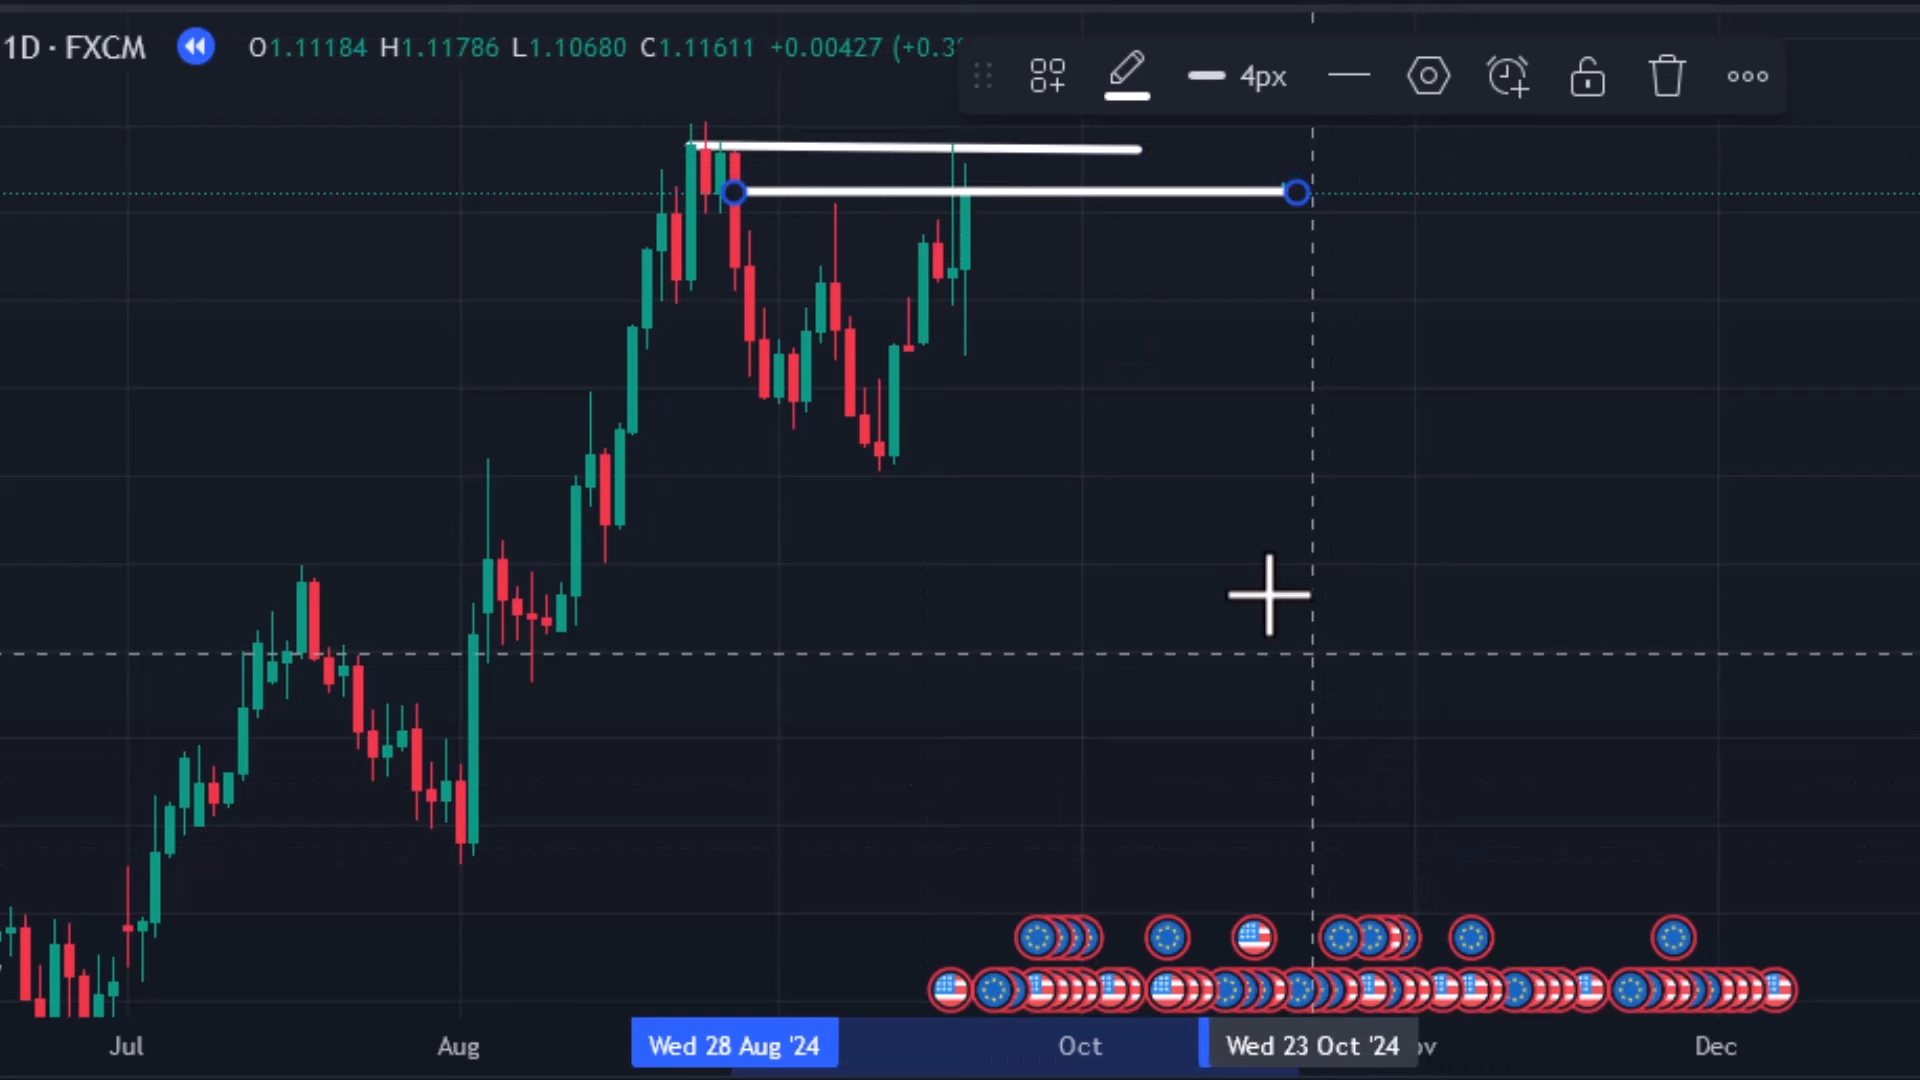 1D · FXCM O1.11184 H1.11786 L1.10680 C1.11611 +0.00427
4px
Jul Aug Wed 28 Aug '24 Oct Wed 23 Oct '24 Dec